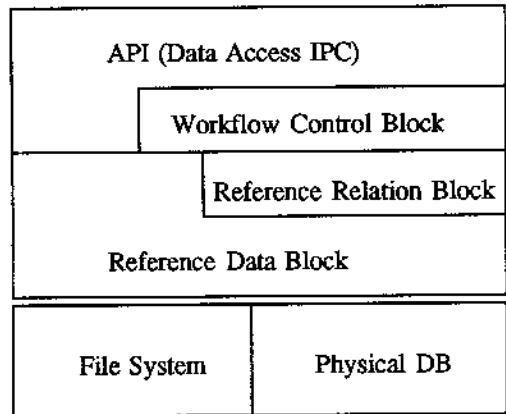 API (Data Access IPC)
Workflow Control Block
Reference Relation Block
Reference Data Block
File System
Physical DB